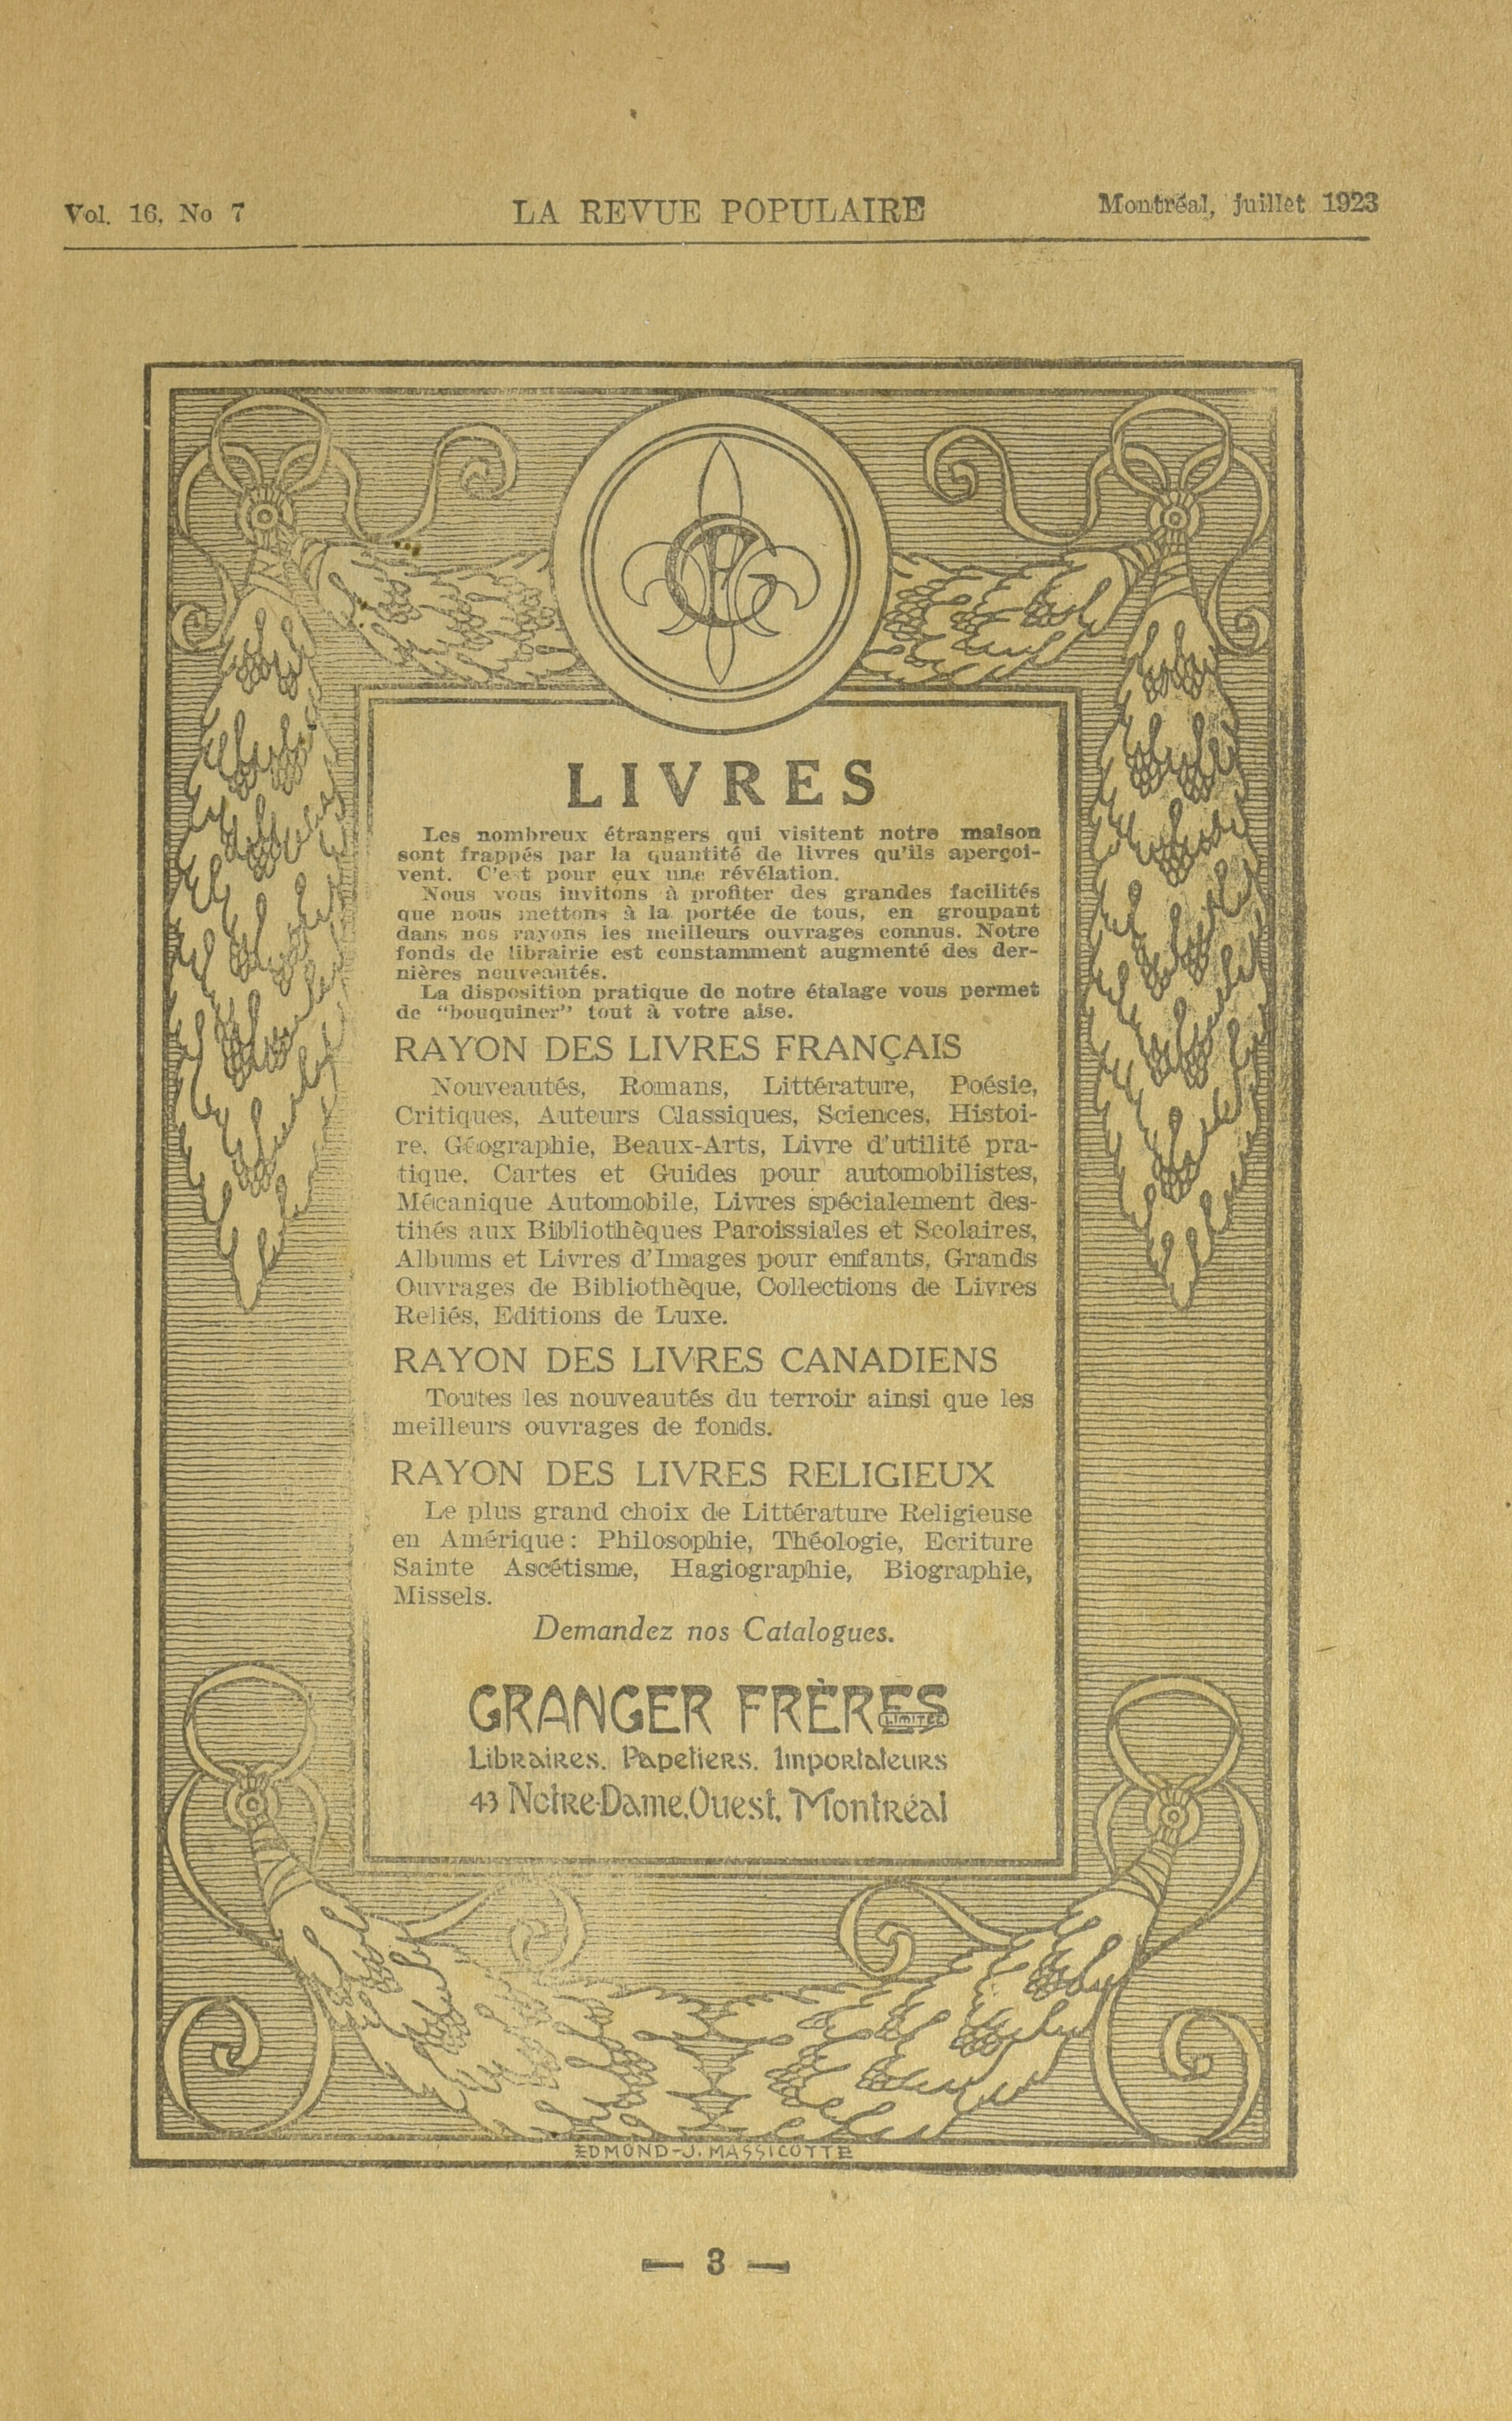 Vol. 16, No 7 LA REVUE POPULAIRE Montréal, juillet 1923
LIVRES
Les nombreux étrangers qui visitent notre maison
sont frappés par la quantité de livres qu'ils aperçoi-
vent. C'est pour eux une révélation.
Nous vous invitons à profiter des grandes facilités
que nous mettons à la portée de tous, en groupant
dans nos rayons les meilleurs ouvrages connus. Notre
fonds de librairie est constamment augmenté des der-
nières nouveautés.
La disposition pratique de notre étalage vous permet
de "bouquiner" tout à votre aise.
RAYON DES LIVRES FRANÇAIS
Nouveautés, Romans, Littérature, Poésie,
Critiques, Auteurs Classiques, Sciences, Histoi-
re, Géographie, Beaux-Arts, Livre d'utilité pra-
tique, Cartes et Guides pour automobilistes,
Mécanique Automobile, Livres spécialement des-
tinés aux Bibliothèques Paroissiales et Scolaires,
Albums et Livres d'Images pour enfants, Grands
Ouvrages de Bibliothèque, Collections de Livres
Reliés, Editions de Luxe.
RAYON DES LIVRES CANADIENS
Toutes les nouveautés du terroir ainsi que les
meilleurs ouvrages de fonds.
RAYON DES LIVRES RELIGIEUX
Le plus grand choix de Littérature Religieuse
en Amérique : Philosophie, Théologie, Ecriture
Sainte Ascétisme, Hagiographie, Biographie,
Missels.
Demandez nos Catalogues.
GRANGER FRÈRES LIMITÉE
Libraires. Papetiers. Importateurs
43 Notre-Dame, Ouest. Montréal
EDMOND-J. MASSICOTTE
— 3 —